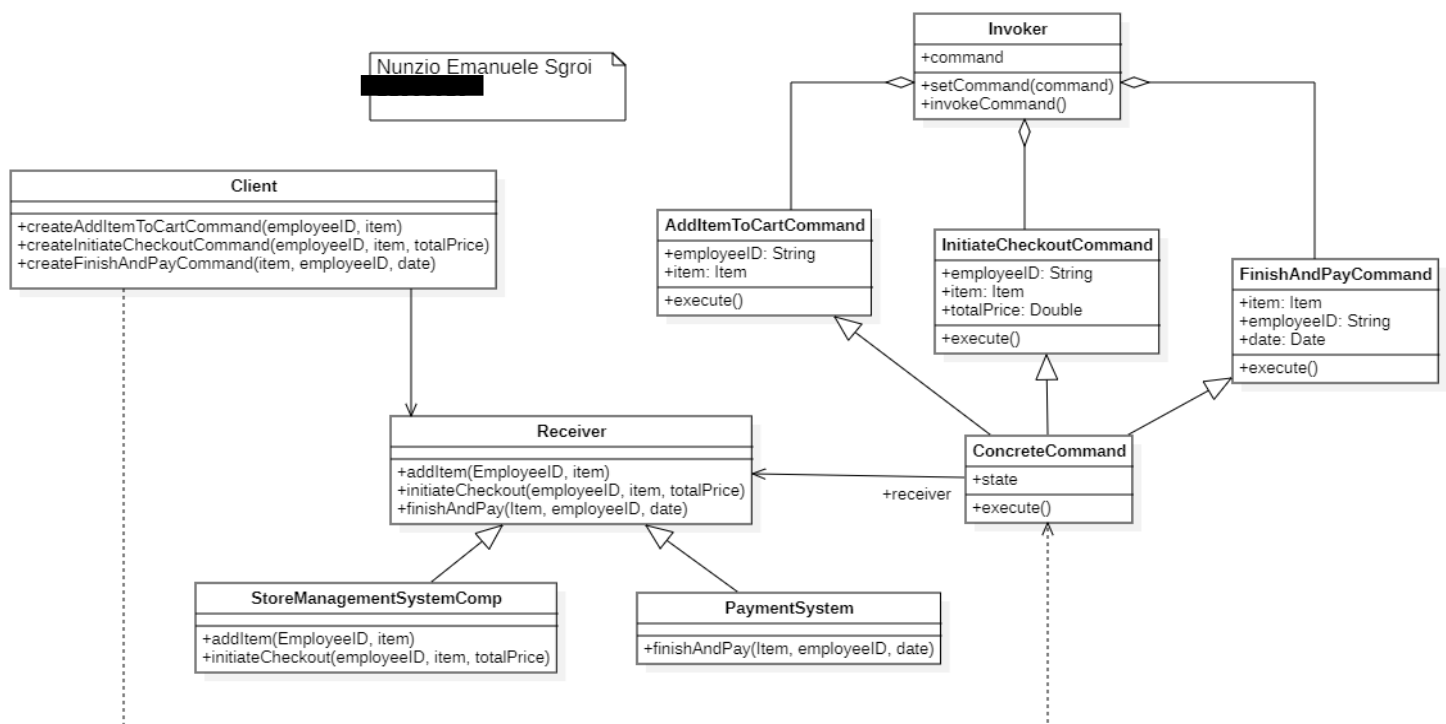 Nunzio Emanuele Sgroi
Invoker
+command
+setCommand(command)
+invokeCommand()
Client
+createAddItemToCartCommand(employeeID, item)
+createInitiateCheckoutCommand(employeeID, item, totalPrice)
+createFinishAndPayCommand(item, employeeID, date)
AddItemToCartCommand
+employeeID: String
+item: Item
+execute()
InitiateCheckoutCommand
+employeeID: String
+item: Item
+totalPrice: Double
+execute()
FinishAndPayCommand
+item: Item
+employeeID: String
+date: Date
+execute()
Receiver
+addItem(EmployeeID, item)
+initiateCheckout(employeeID, item, totalPrice)
+finishAndPay(Item, employeeID, date)
+receiver
ConcreteCommand
+state
+execute()
StoreManagementSystemComp
+addItem(EmployeeID, item)
+initiateCheckout(employeeID, item, totalPrice)
PaymentSystem
+finishAndPay(Item, employeeID, date)